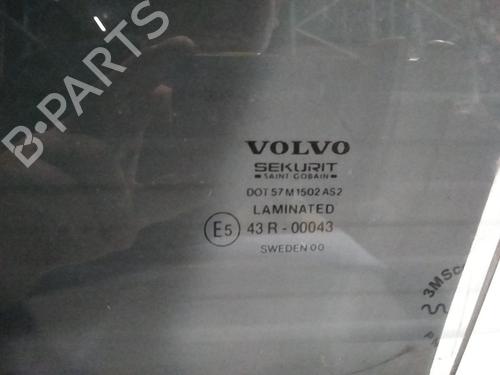 B-PARTS
VOLVO
SEKURIT
SAINT-GOBAIN
DOT 57 M1502 AS2
LAMINATED
E5 43 R - 00043
SWEDEN 00